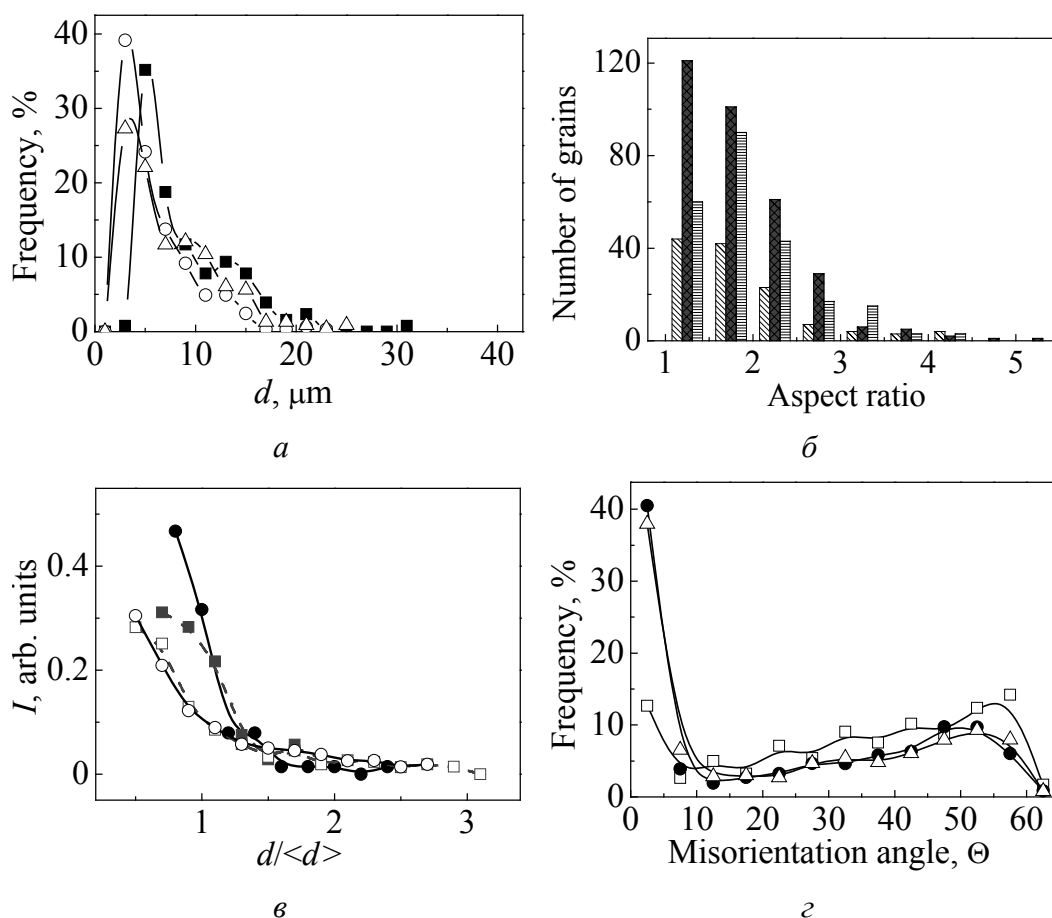 40
30
20
10
0
Frequency, %
0 10 20 30 40
d, μm
а
120
80
40
0
Number of grains
1 2 3 4 5
Aspect ratio
б
0.4
0.2
0
I, arb. units
1 2 3
d/<d>
в
40
30
20
10
0
Frequency, %
0 10 20 30 40 50 60
Misorientation angle, Θ
г